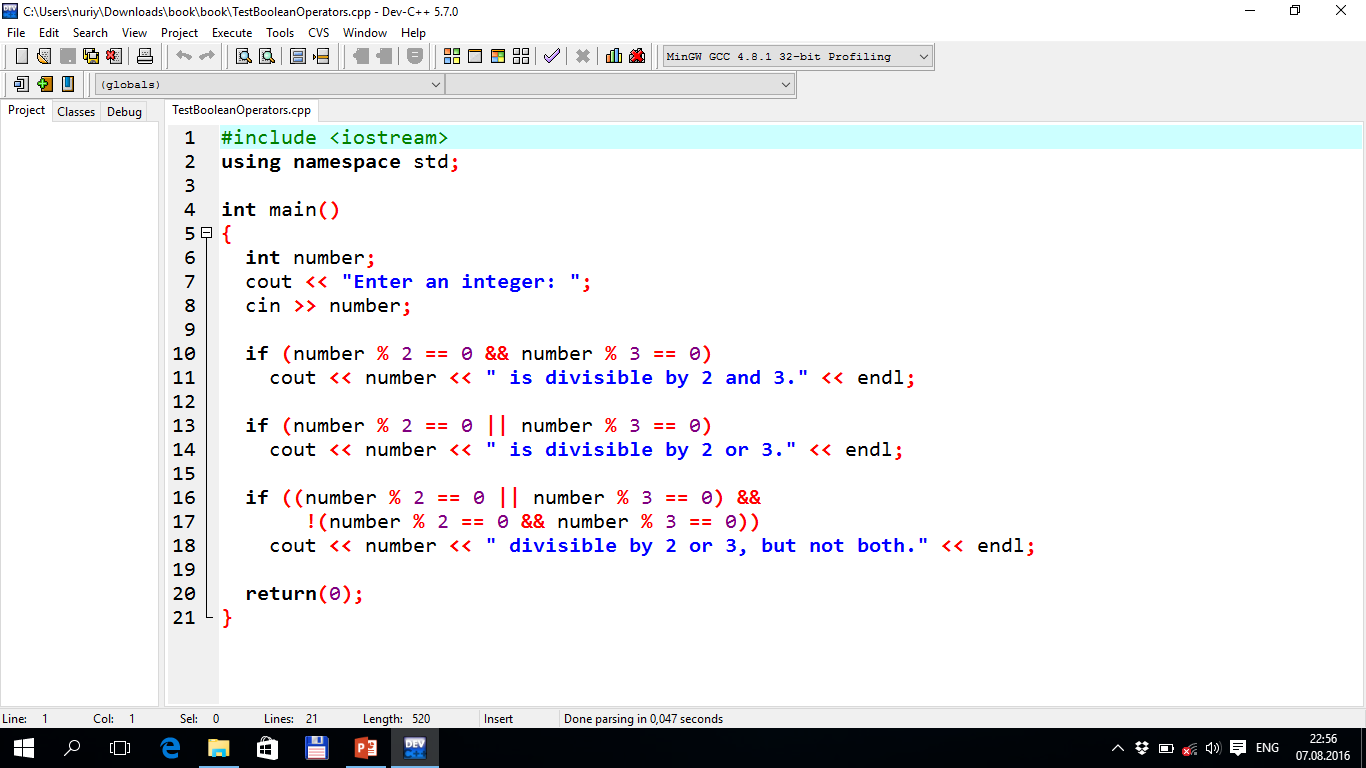 C:\Users\nuriy\Downloads\book\book\TestBooleanOperators.cpp - Dev-C++ 5.7.0
File Edit Search View Project Execute Tools CVS Window Help
MinGW GCC 4.8.1 32-bit Profiling
(globals)
Project Classes Debug TestBooleanOperators.cpp
1 #include <iostream>
2 using namespace std;
3
4 int main()
5 {
6   int number;
7   cout << "Enter an integer: ";
8   cin >> number;
9
10   if (number % 2 == 0 && number % 3 == 0)
11     cout << number << " is divisible by 2 and 3." << endl;
12
13   if (number % 2 == 0 || number % 3 == 0)
14     cout << number << " is divisible by 2 or 3." << endl;
15
16   if ((number % 2 == 0 || number % 3 == 0) &&
17        !(number % 2 == 0 && number % 3 == 0))
18     cout << number << " divisible by 2 or 3, but not both." << endl;
19
20   return(0);
21 }
Line: 1 Col: 1 Sel: 0 Lines: 21 Length: 520 Insert Done parsing in 0,047 seconds
DEV
ENG
22:56
07.08.2016